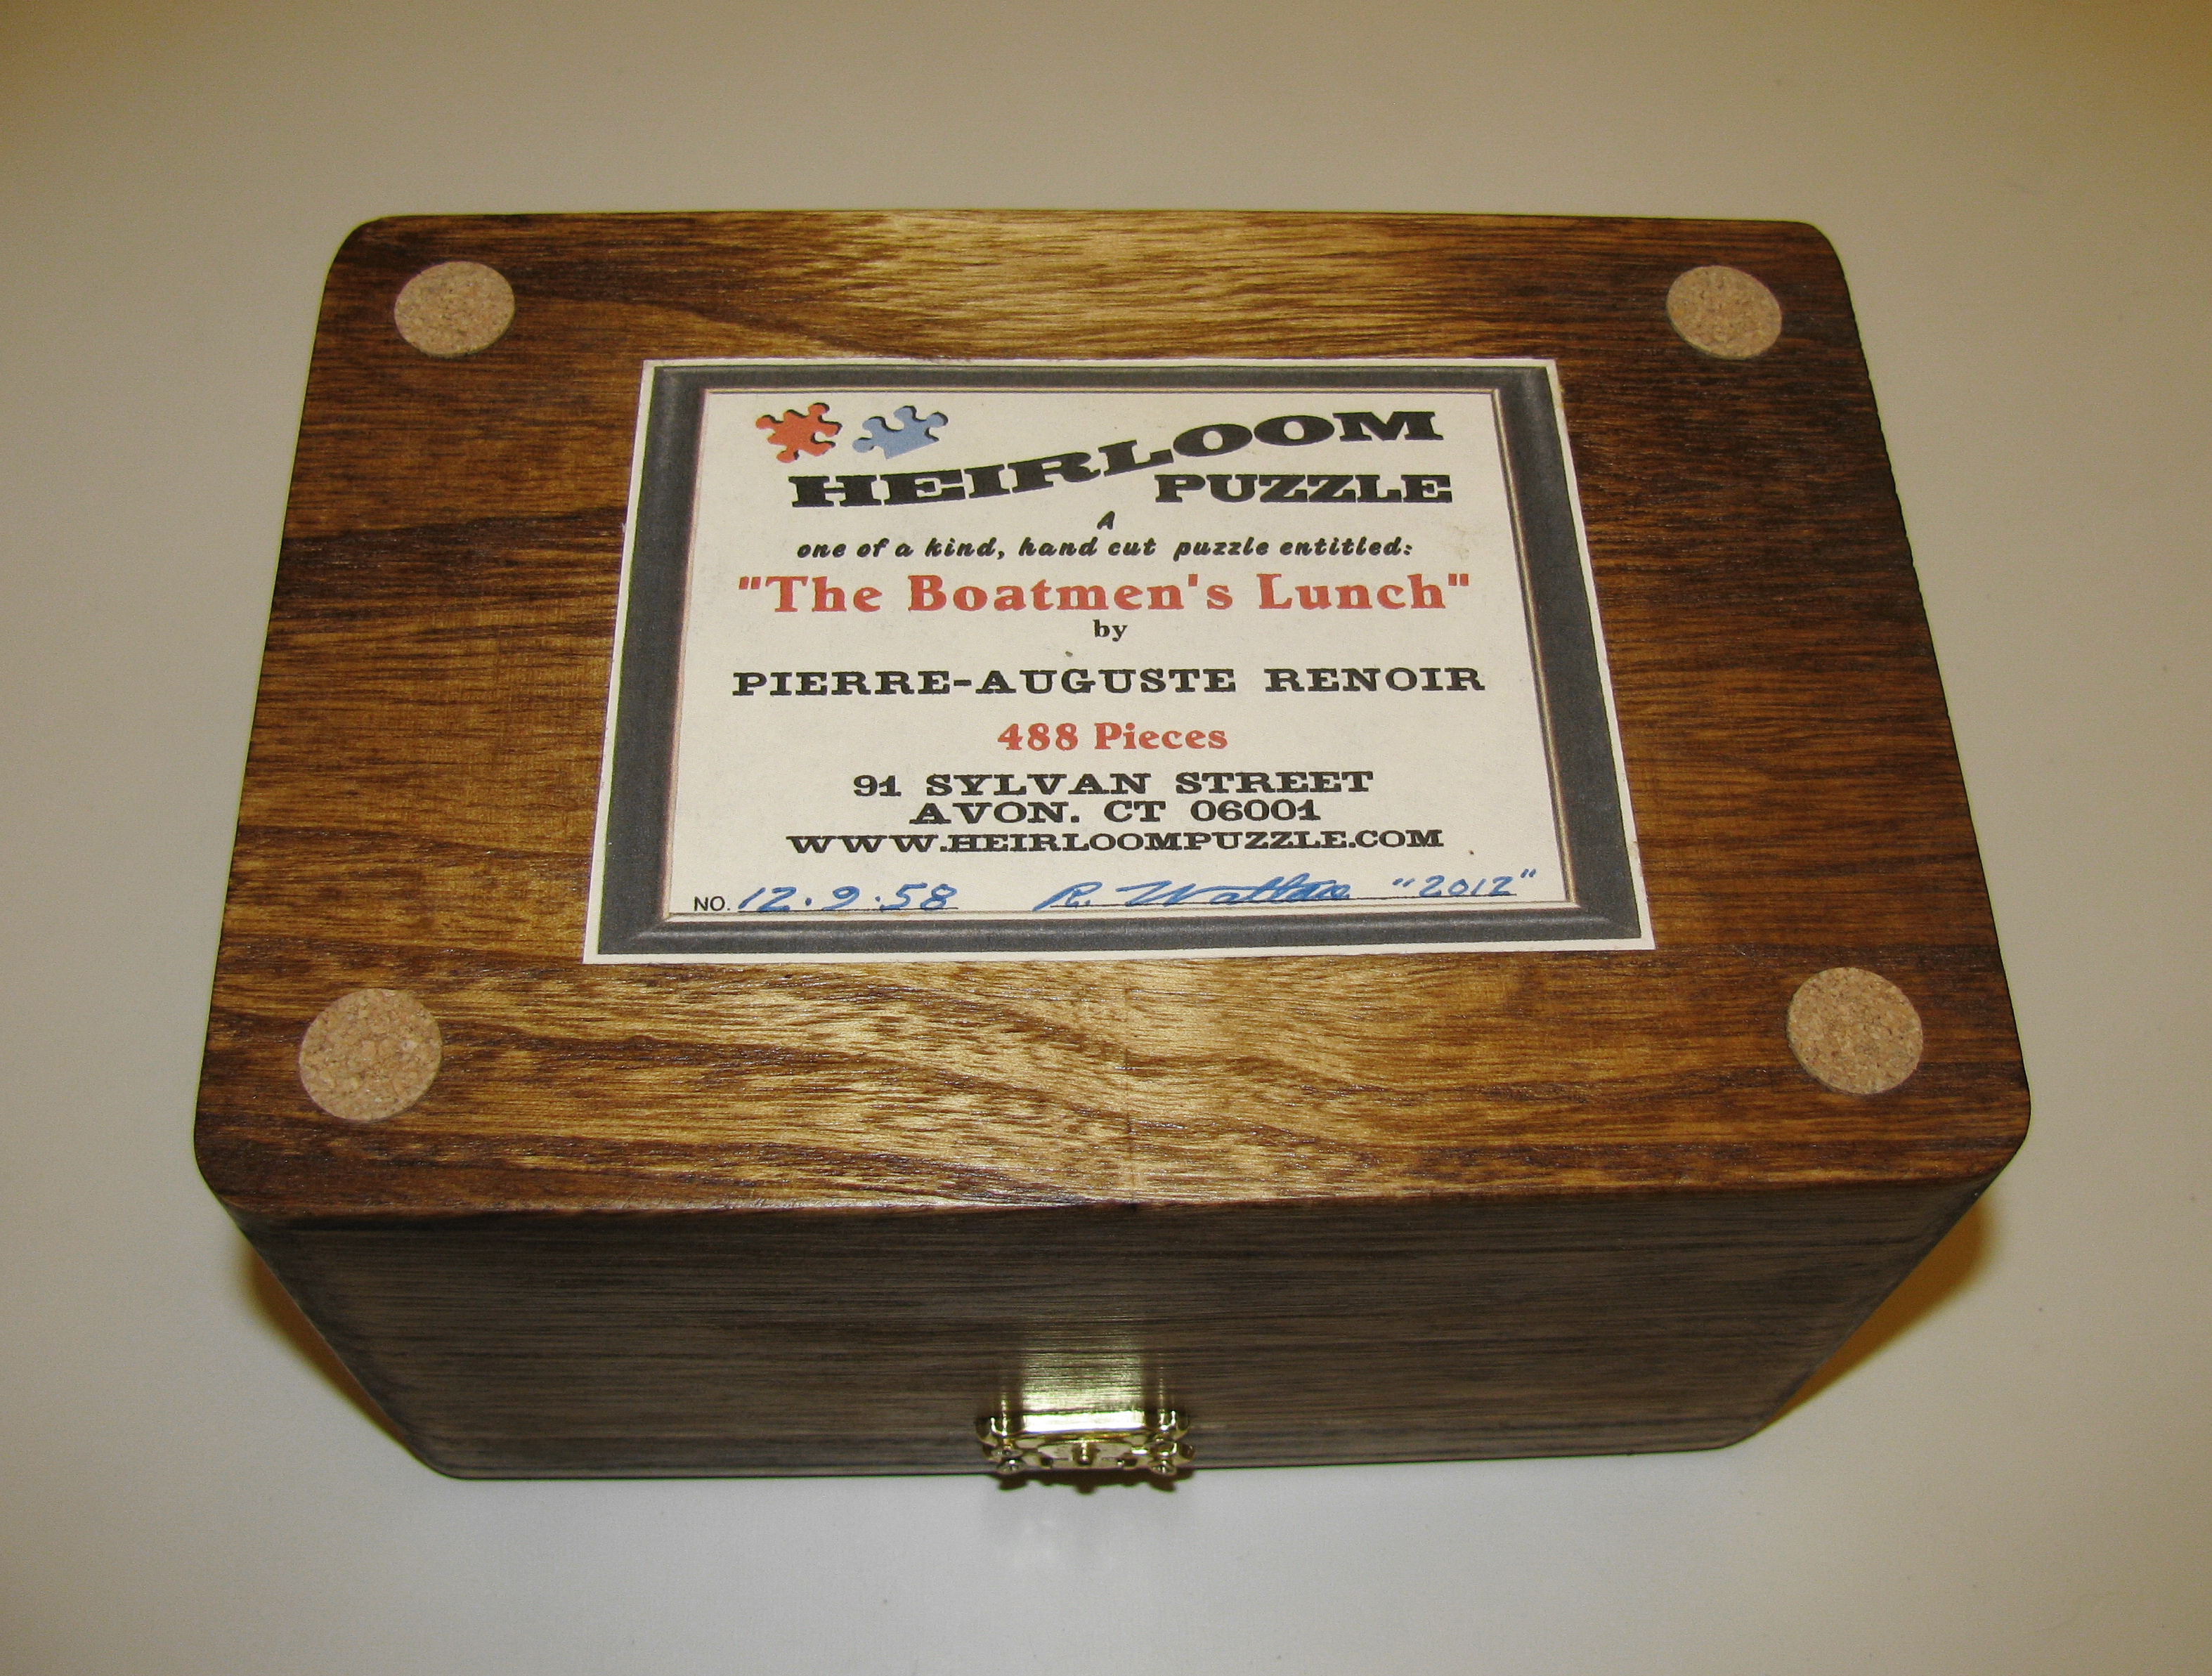 HEIRLOOM
PUZZLE
A
one of a kind, hand cut puzzle entitled:
"The Boatmen's Lunch"
by
PIERRE-AUGUSTE RENOIR
488 Pieces
91 SYLVAN STREET
AVON. CT 06001
WWW.HEIRLOOMPUZZLE.COM
NO. 12.9.58 R. "2012"